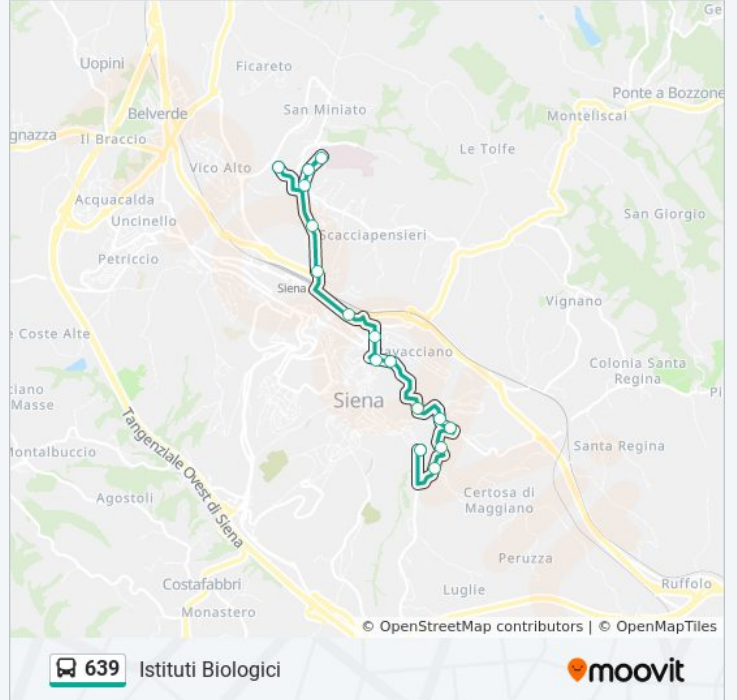 Ge
Uopini
Ficareto
Ponte a Bozzone
San Miniato
Belverde
Monteliscai
gnazza
Il Braccio
Le Tolfe
Vico Alto
Acquacalda
San Giorgio
Uncinello
Scacciapensieri
Petriccio
Siena
Vignano
e Coste Alte
avacciano
Colonia Santa
Regina
ciano
Masse
Pi
Siena
Tangenziale Ovest di Siena
Santa Regina
Montalbuccio
Agostoli
Certosa di
Maggiano
Peruzza
Costafabbri
Luglie
Ruffolo
Monastero
© OpenStreetMap contributors | © OpenMapTiles
639 Istituti Biologici
moovit